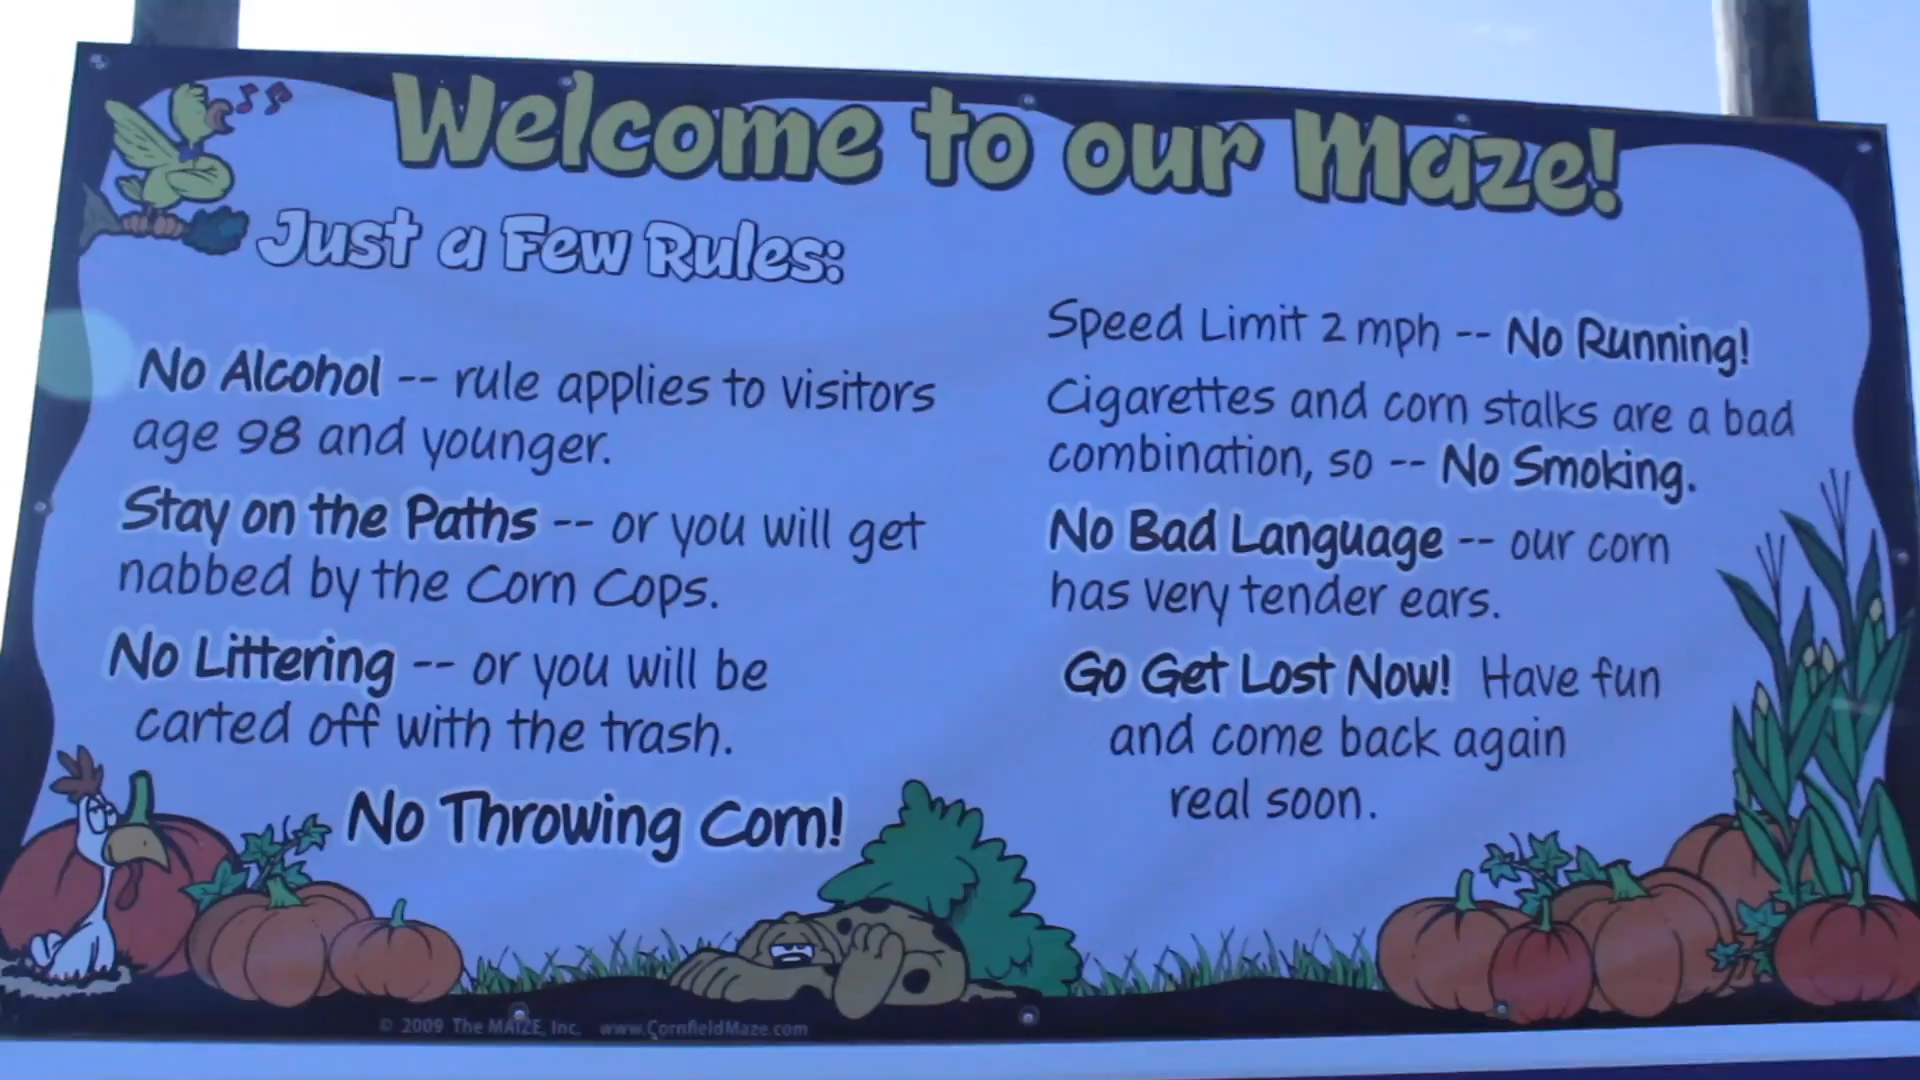 Welcome to our Maze!
Just a Few Rules:
No Alcohol -- rule applies to visitors
age 98 and younger.
Stay on the Paths -- or you will get
nabbed by the Corn Cops.
No Littering -- or you will be
carted off with the trash.
No Throwing Corn!
Speed Limit 2 mph -- No Running!
Cigarettes and corn stalks are a bad
combination, so -- No Smoking.
No Bad Language -- our corn
has very tender ears.
Go Get Lost Now! Have fun
and come back again
real soon.
© 2009 The MAIZE, Inc. www.CornfieldMaze.com